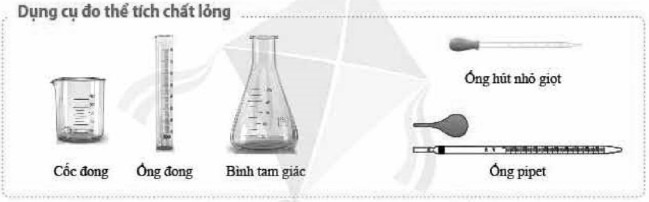 Dụng cụ đo thể tích chất lỏng
Ống hút nhỏ giọt
Cốc đong
Ống đong
Bình tam giác
Ống pipet